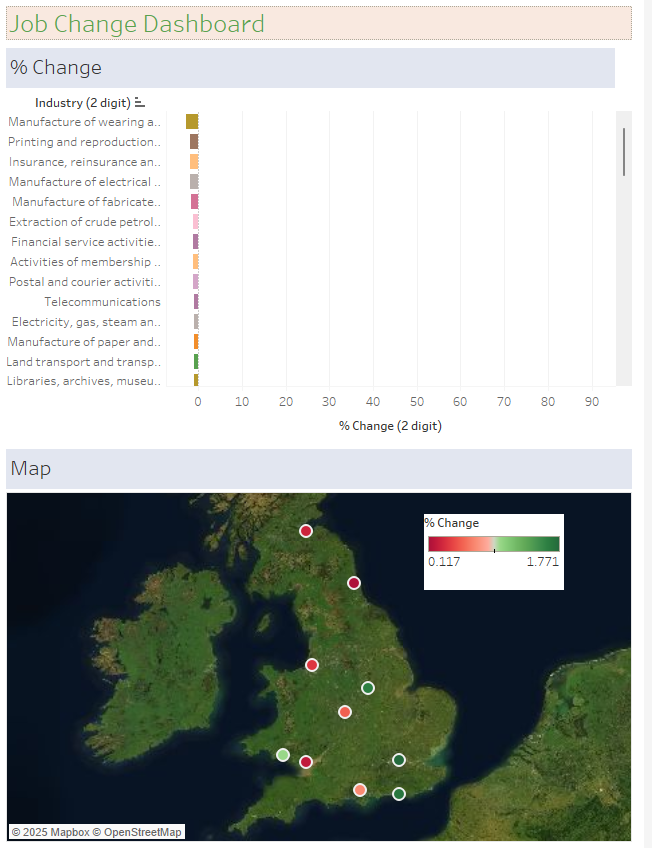 Job Change Dashboard
% Change
Industry (2 digit)
Manufacture of wearing a..
Printing and reproduction..
Insurance, reinsurance an..
Manufacture of electrical ..
Manufacture of fabricate..
Extraction of crude petrol..
Financial service activitie..
Activities of membership ..
Postal and courier activiti..
Telecommunications
Electricity, gas, steam an..
Manufacture of paper and..
Land transport and transp..
Libraries, archives, museu..
0 10 20 30 40 50 60 70 80 90
% Change (2 digit)
Map
% Change
0.117 1.771
© 2025 Mapbox © OpenStreetMap